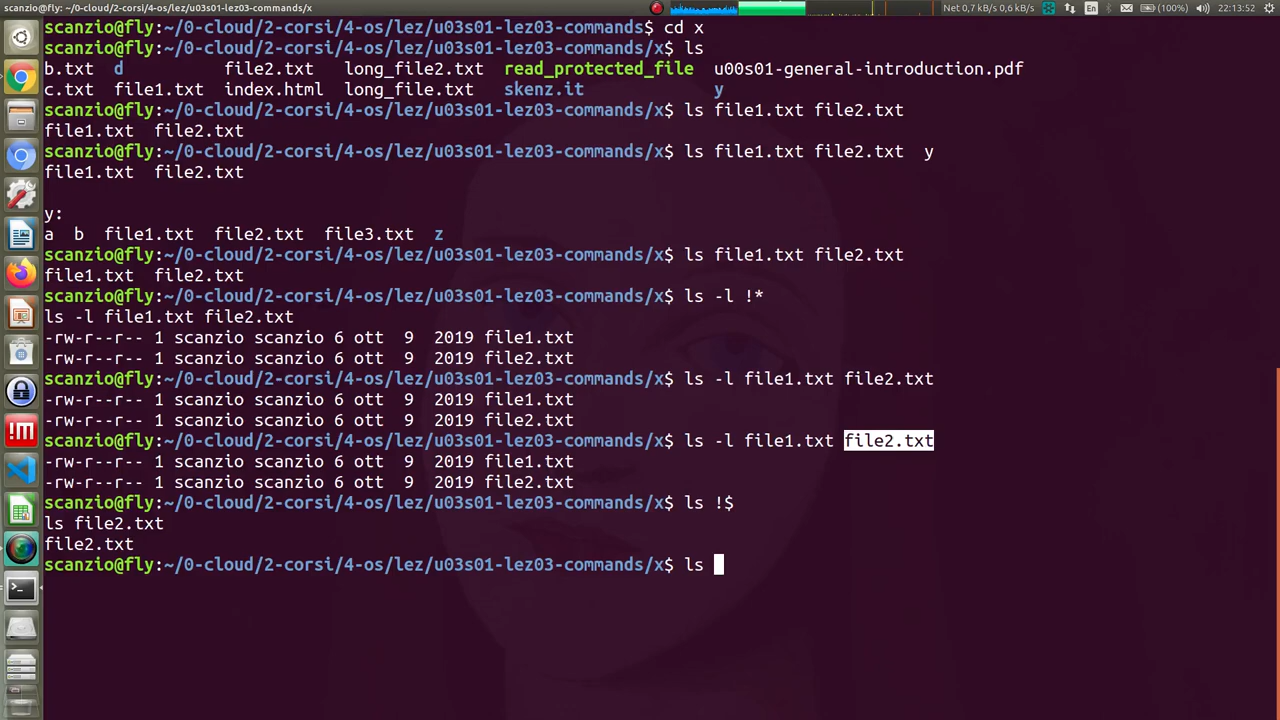 scanzio@fly: ~/0-cloud/2-corsi/4-os/lez/u03s01-lez03-commands/x
Net 0,7 kB/s 0,6 kB/s
En
(100%)
22:13:52
scanzio@fly:~/0-cloud/2-corsi/4-os/lez/u03s01-lez03-commands$ cd x
scanzio@fly:~/0-cloud/2-corsi/4-os/lez/u03s01-lez03-commands/x$ ls
b.txt  d          file2.txt   long_file2.txt  read_protected_file  u00s01-general-introduction.pdf
c.txt  file1.txt  index.html  long_file.txt   skenz.it             y
scanzio@fly:~/0-cloud/2-corsi/4-os/lez/u03s01-lez03-commands/x$ ls file1.txt file2.txt
file1.txt  file2.txt
scanzio@fly:~/0-cloud/2-corsi/4-os/lez/u03s01-lez03-commands/x$ ls file1.txt file2.txt  y
file1.txt  file2.txt
y:
a  b  file1.txt  file2.txt  file3.txt  z
scanzio@fly:~/0-cloud/2-corsi/4-os/lez/u03s01-lez03-commands/x$ ls file1.txt file2.txt
file1.txt  file2.txt
scanzio@fly:~/0-cloud/2-corsi/4-os/lez/u03s01-lez03-commands/x$ ls -l !*
ls -l file1.txt file2.txt
-rw-r--r-- 1 scanzio scanzio 6 ott  9  2019 file1.txt
-rw-r--r-- 1 scanzio scanzio 6 ott  9  2019 file2.txt
scanzio@fly:~/0-cloud/2-corsi/4-os/lez/u03s01-lez03-commands/x$ ls -l file1.txt file2.txt
-rw-r--r-- 1 scanzio scanzio 6 ott  9  2019 file1.txt
-rw-r--r-- 1 scanzio scanzio 6 ott  9  2019 file2.txt
scanzio@fly:~/0-cloud/2-corsi/4-os/lez/u03s01-lez03-commands/x$ ls -l file1.txt file2.txt
-rw-r--r-- 1 scanzio scanzio 6 ott  9  2019 file1.txt
-rw-r--r-- 1 scanzio scanzio 6 ott  9  2019 file2.txt
scanzio@fly:~/0-cloud/2-corsi/4-os/lez/u03s01-lez03-commands/x$ ls !$
ls file2.txt
file2.txt
scanzio@fly:~/0-cloud/2-corsi/4-os/lez/u03s01-lez03-commands/x$ ls